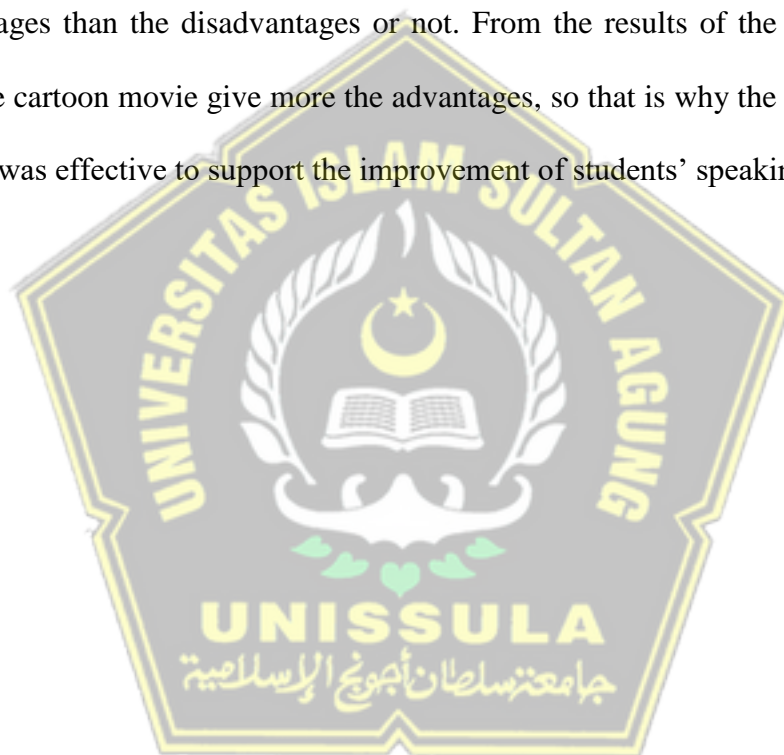 ages than the disadvantages or not. From the results of the
cartoon movie give more the advantages, so that is why the
was effective to support the improvement of students’ speakin
UNIVERSITAS ISLAM SULTAN AGUNG
UNISSULA
جامعة سلطان أجونج الإسلامية